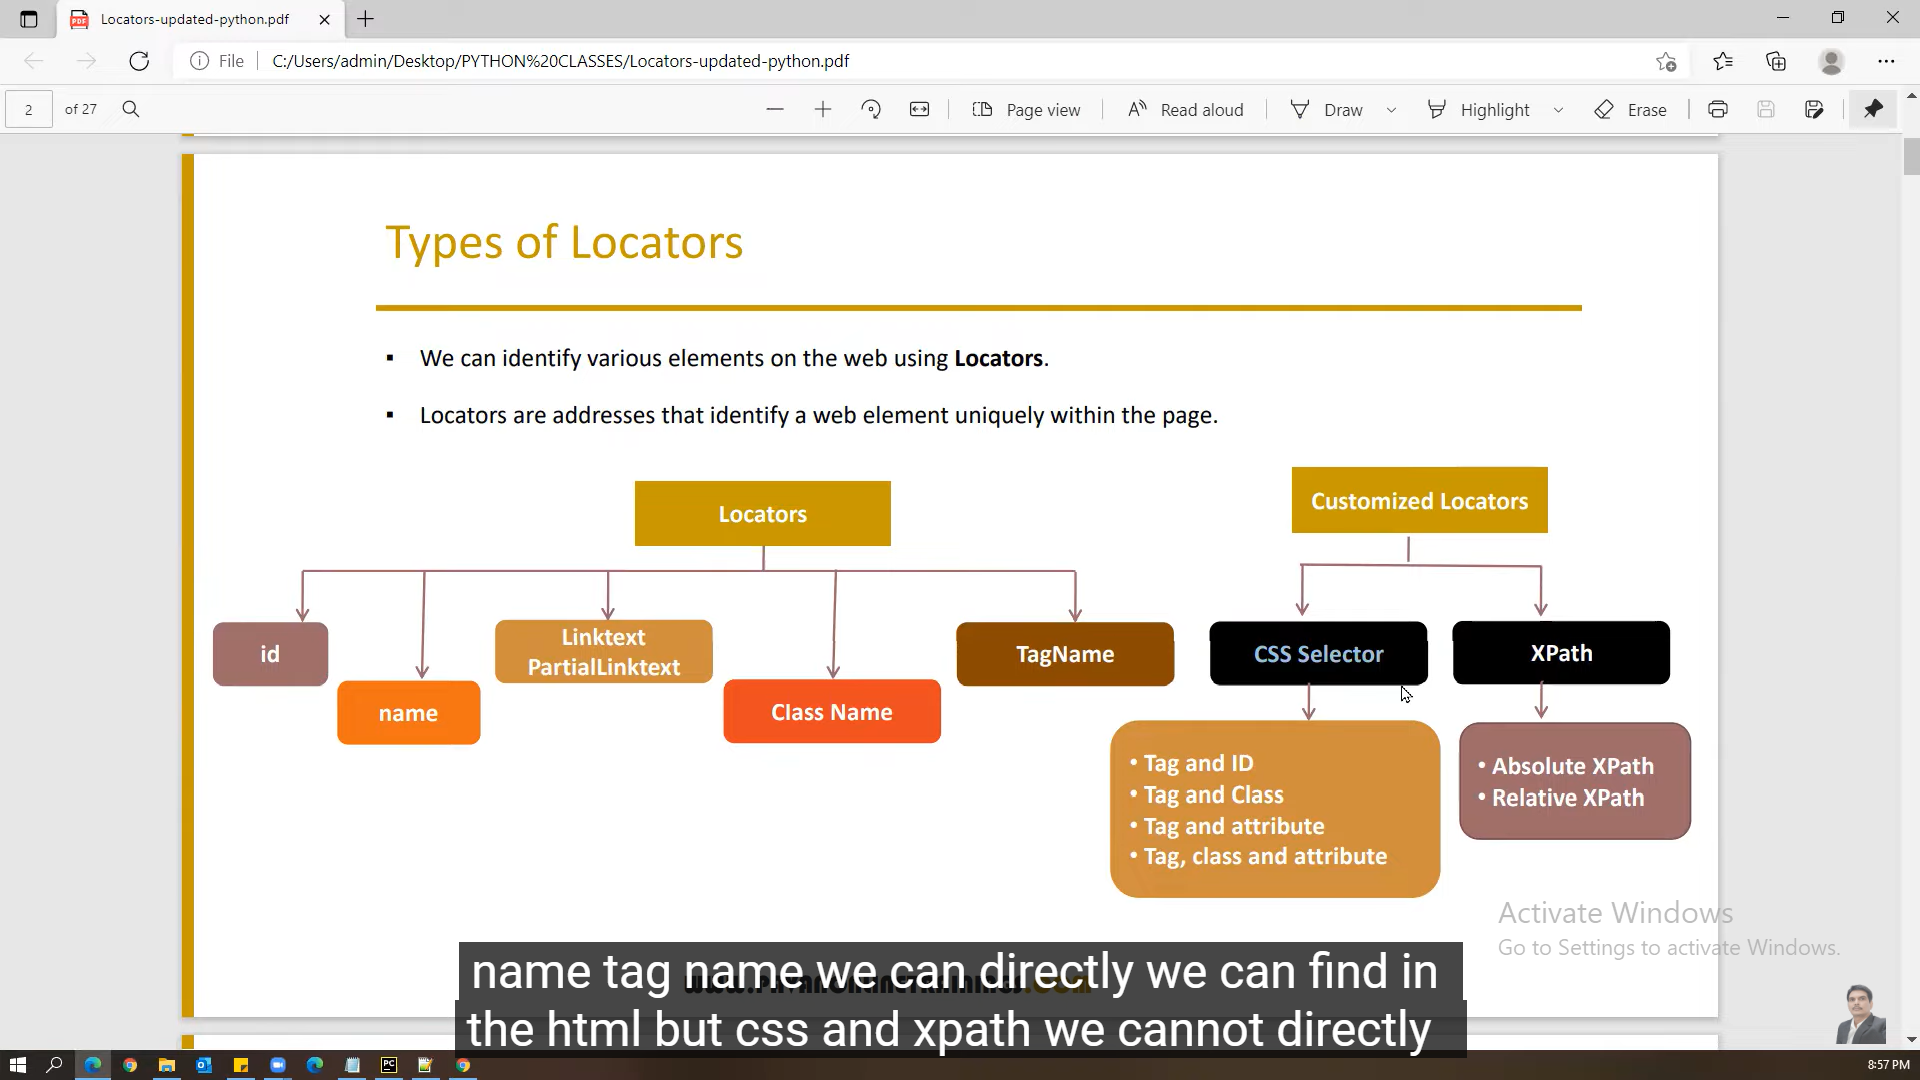 Locators-updated-python.pdf
File
C:/Users/admin/Desktop/PYTHON%20CLASSES/Locators-updated-python.pdf
2 of 27
Page view
Read aloud
Draw
Highlight
Erase
Types of Locators
▪ We can identify various elements on the web using Locators.
▪ Locators are addresses that identify a web element uniquely within the page.
Locators
Customized Locators
id
name
Linktext
PartialLinktext
Class Name
TagName
CSS Selector
XPath
• Tag and ID
• Tag and Class
• Tag and attribute
• Tag, class and attribute
• Absolute XPath
• Relative XPath
Activate Windows
Go to Settings to activate Windows.
name tag name we can directly we can find in
the html but css and xpath we cannot directly
8:57 PM